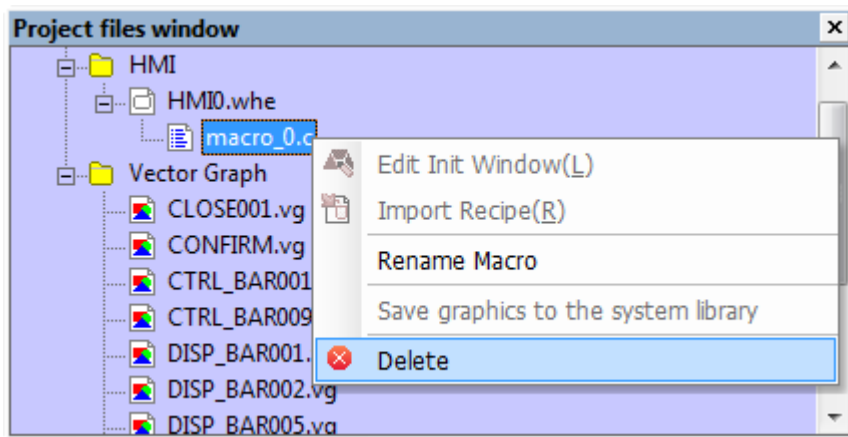 Project files window
HMI
HMI0.whe
macro_0.c
Edit Init Window(L)
Vector Graph
CLOSE001.vg
Import Recipe(R)
CONFIRM.vg
Rename Macro
CTRL_BAR001
CTRL_BAR009
Save graphics to the system library
DISP_BAR001.
Delete
DISP_BAR002.vg
DISP_BAR005.vg